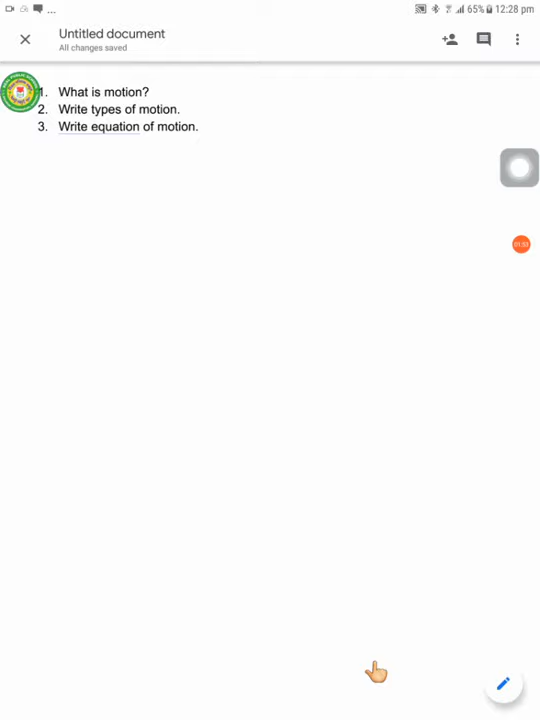 ... 65% 12:28 pm
Untitled document
All changes saved
1. What is motion?
2. Write types of motion.
3. Write equation of motion.